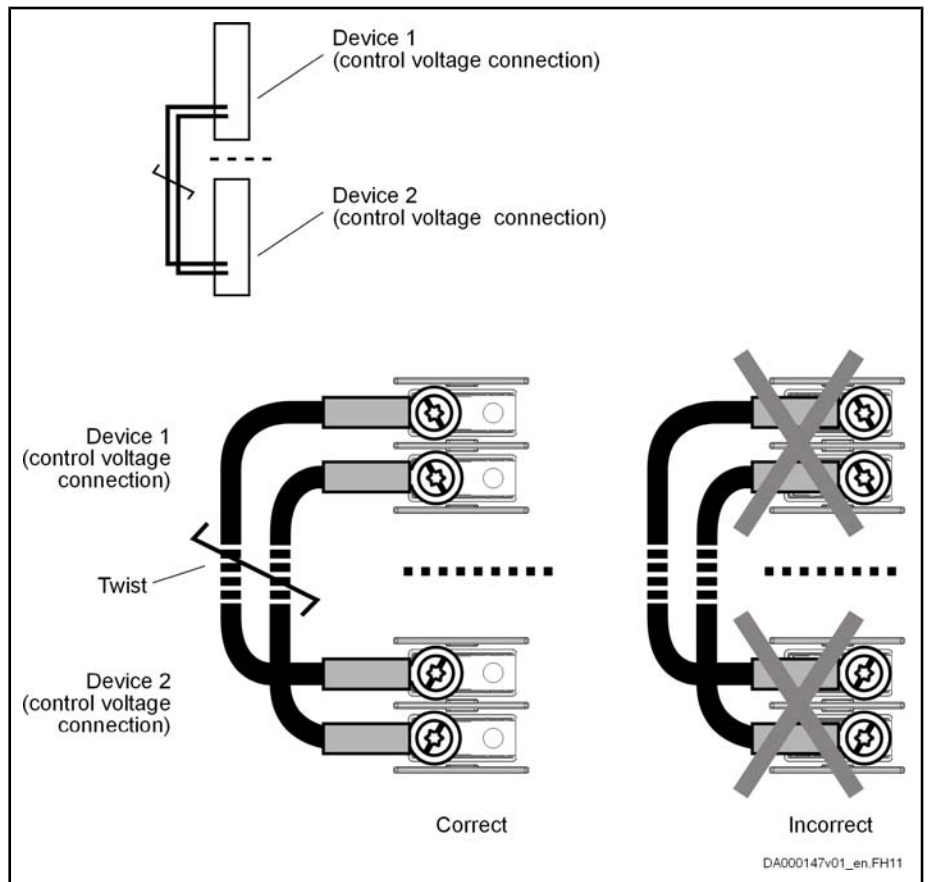 Device 1
(control voltage connection)
Device 2
(control voltage connection)
Device 1
(control voltage
connection)
Twist
Device 2
(control voltage
connection)
Correct
Incorrect
DA000147v01_en.FH11